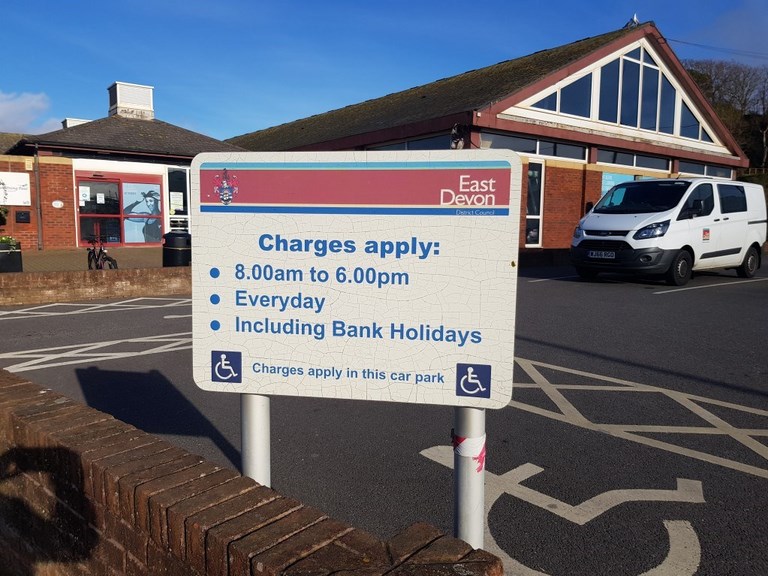 East
Devon
District Council
Charges apply:
8.00am to 6.00pm
Everyday
Including Bank Holidays
Charges apply in this car park